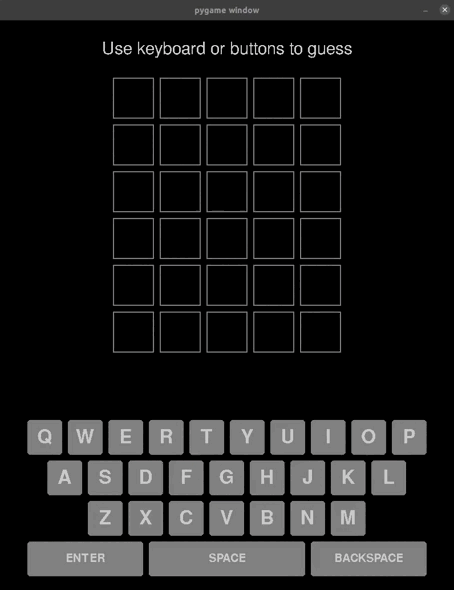 pygame window
Use keyboard or buttons to guess
Q W E R T Y U I O P
A S D F G H J K L
Z X C V B N M
ENTER SPACE BACKSPACE